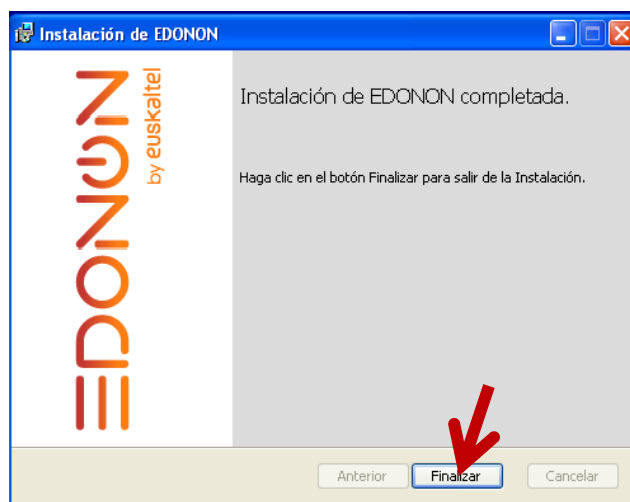 Instalación de EDONON
EDONON
by euskaltel
Instalación de EDONON completada.
Haga clic en el botón Finalizar para salir de la Instalación.
Anterior
Finalizar
Cancelar